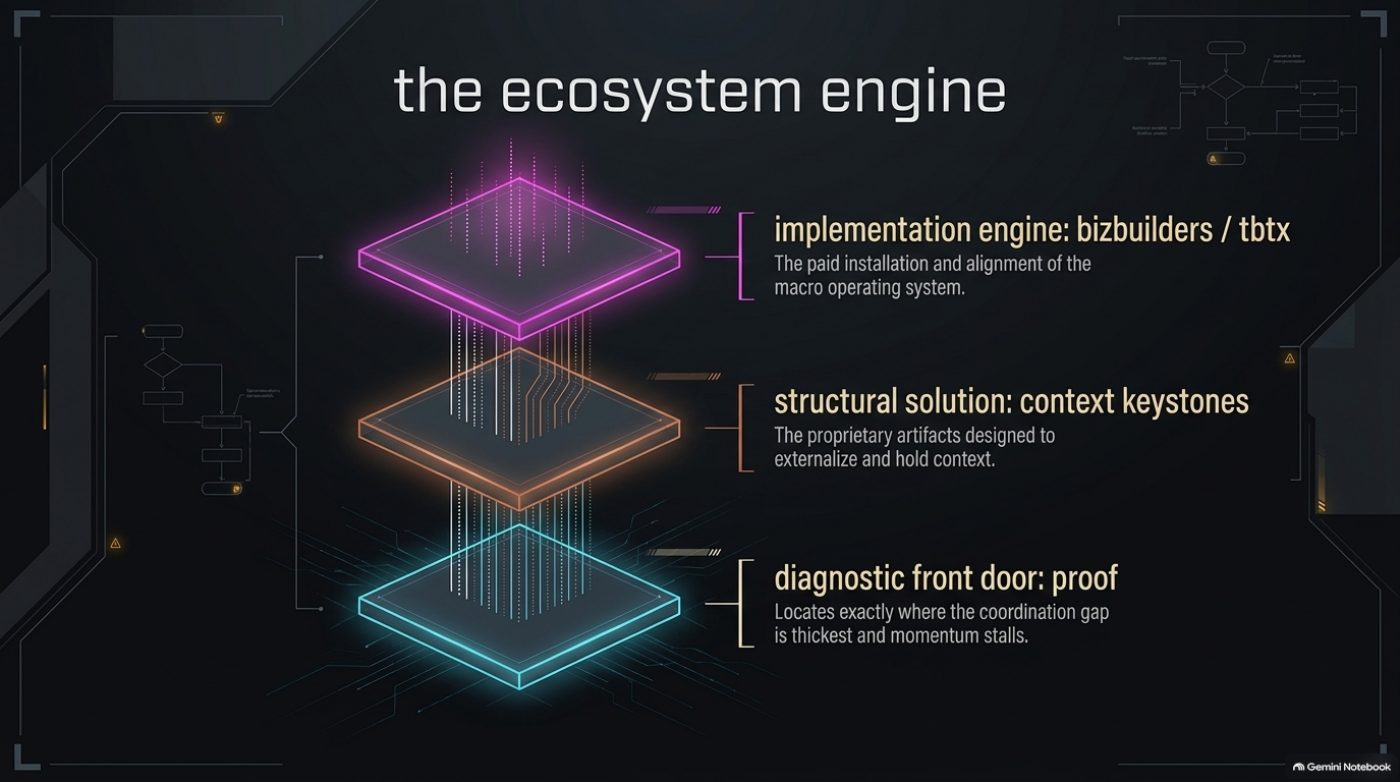 the ecosystem engine
implementation engine: bizbuilders / tbtx
The paid installation and alignment of the
macro operating system.
structural solution: context keystones
The proprietary artifacts designed to
externalize and hold context.
diagnostic front door: proof
Locates exactly where the coordination gap
is thickest and momentum stalls.
Gemini Notebook